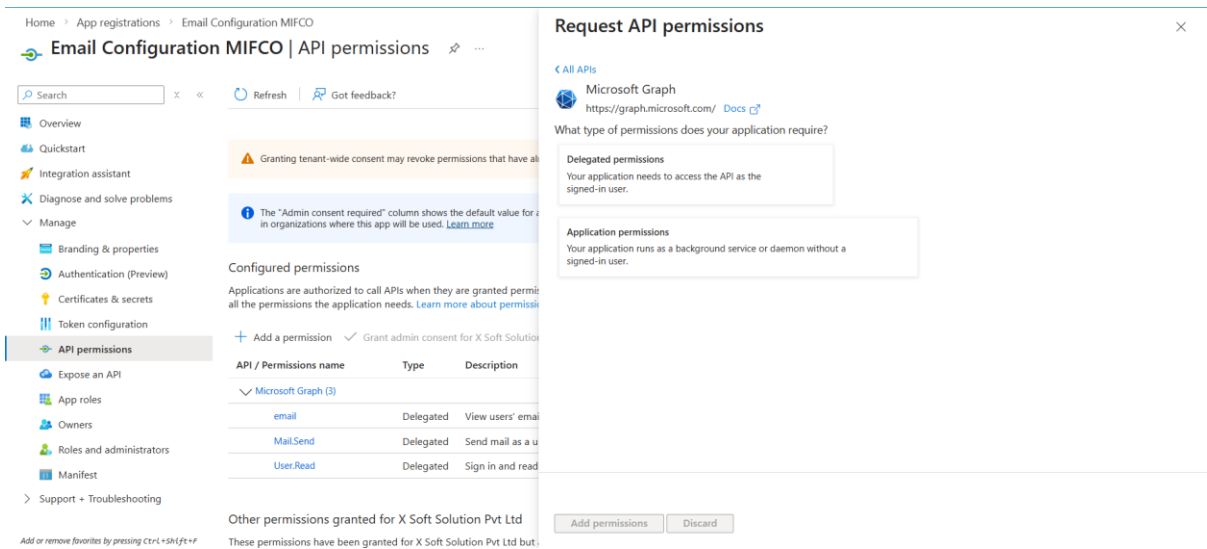 Home > App registrations > Email Configuration MIFCO
Email Configuration MIFCO | API permissions
Search
Overview
Quickstart
Integration assistant
Diagnose and solve problems
Manage
Branding & properties
Authentication (Preview)
Certificates & secrets
Token configuration
API permissions
Expose an API
App roles
Owners
Roles and administrators
Manifest
Support + Troubleshooting
Add or remove favorites by pressing Ctrl+Shift+F
Refresh
Got feedback?
Granting tenant-wide consent may revoke permissions that have al
The "Admin consent required" column shows the default value for a
in organizations where this app will be used. Learn more
Configured permissions
Applications are authorized to call APIs when they are granted permis
all the permissions the application needs. Learn more about permissio
Add a permission
Grant admin consent for X Soft Solution
API / Permissions name Type Description
Microsoft Graph (3)
email Delegated View users' emai
Mail.Send Delegated Send mail as a u
User.Read Delegated Sign in and read
Other permissions granted for X Soft Solution Pvt Ltd
These permissions have been granted for X Soft Solution Pvt Ltd but
Request API permissions
All APIs
Microsoft Graph
https://graph.microsoft.com/ Docs
What type of permissions does your application require?
Delegated permissions
Your application needs to access the API as the
signed-in user.
Application permissions
Your application runs as a background service or daemon without a
signed-in user.
Add permissions
Discard